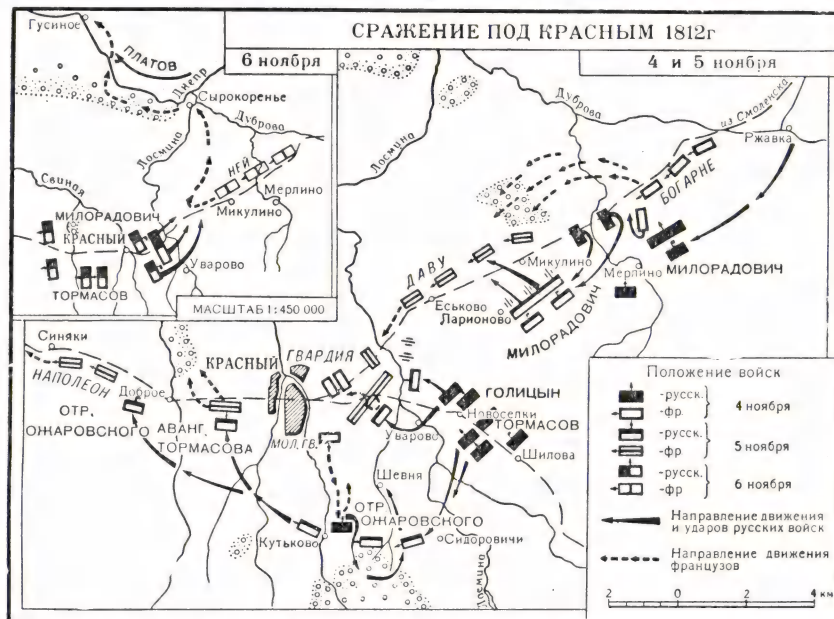 СРАЖЕНИЕ ПОД КРАСНЫМ 1812г
6 ноября
4 и 5 ноября
Гусиное
ПЛАТОВ
Днепр
Сырокоренье
Дуброва
Лосмина
Свиная
НЕЙ
Мерлино
Микулино
МИЛОРАДОВИЧ
КРАСНЫЙ
Уварово
ТОРМАСОВ
МАСШТАБ 1:450 000
Лосмина
Дуброва
из Смоленска
Ржавка
БОГАРНЕ
Микулино
Мерлино
МИЛОРАДОВИЧ
ДАВУ
Еськово
Ларионово
МИЛОРАДОВИЧ
Синяки
НАПОЛЕОН
Доброе
КРАСНЫЙ
ГВАРДИЯ
ОТР.
ОЖАРОВСКОГО
АВАНГ.
ТОРМАСОВА
МОЛ. ГВ.
ГОЛИЦЫН
Новоселки
ТОРМАСОВ
Уварово
Шилова
Шевня
ОТР
ОЖАРОВСКОГО
Кутьково
Сидоровичи
Лосмина
Положение войск
-русск.
-фр.
4 ноября
-русск.
-фр.
5 ноября
-русск.
-фр.
6 ноября
Направление движения
и ударов русских войск
Направление движения
французов
2 0 2 4 км